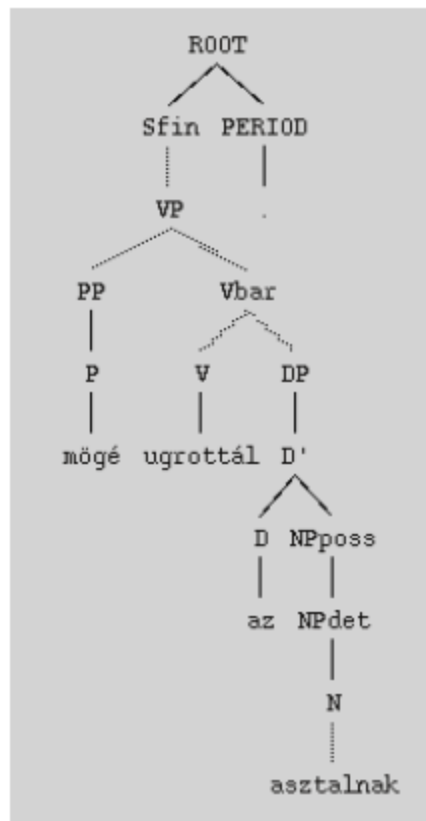 ROOT
Sfin PERIOD
VP .
PP Vbar
P V DP
mögé ugrottál D'
D NPposs
az NPdet
N
asztalnak